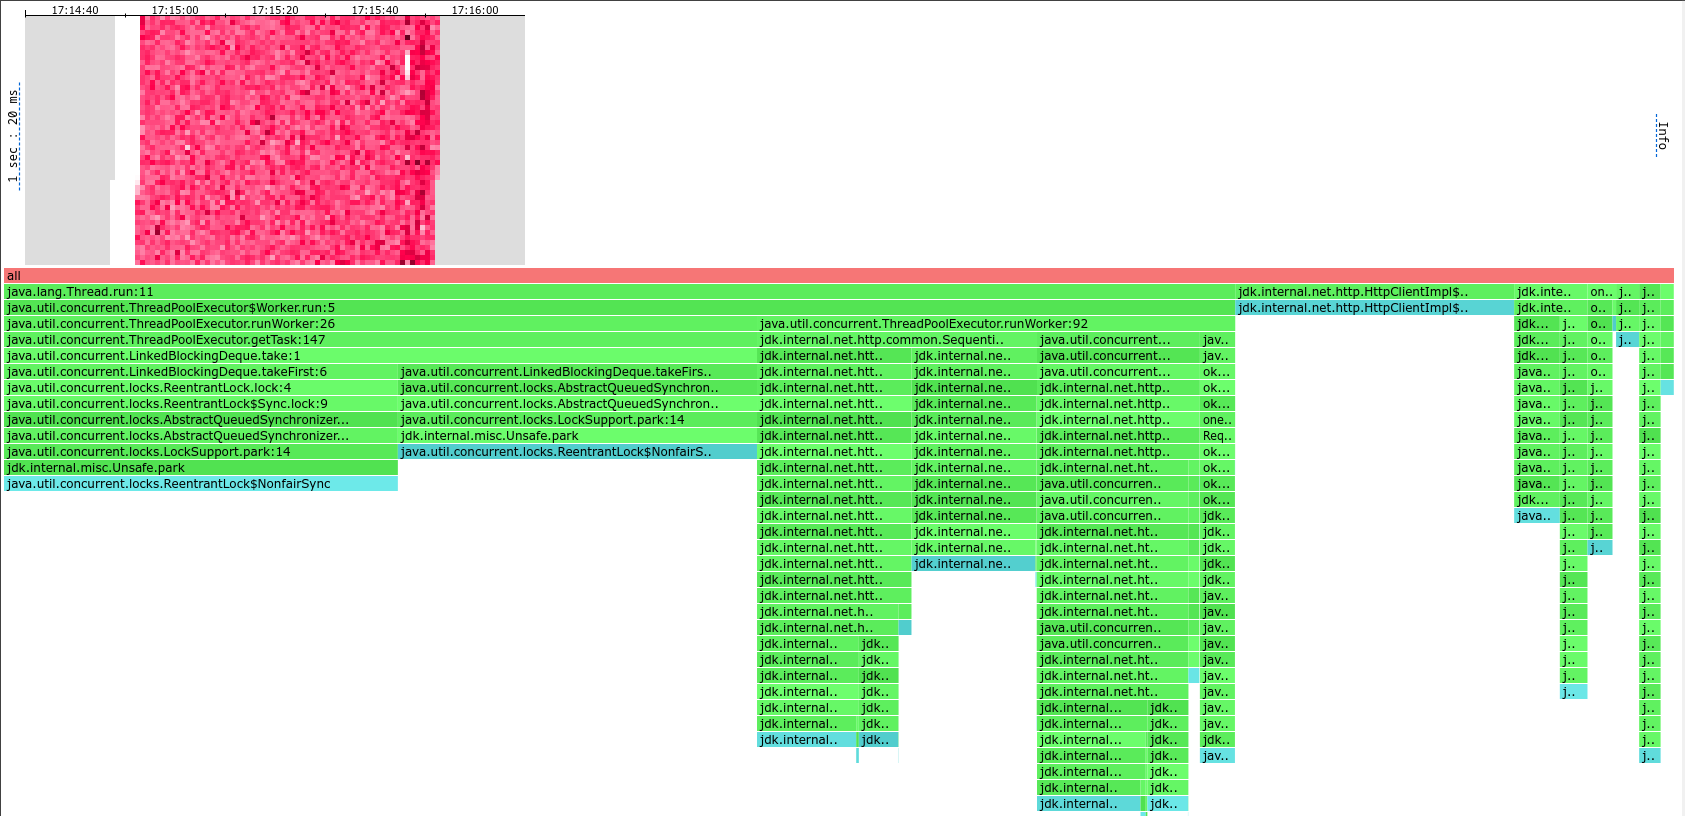 17:14:40 17:15:00 17:15:20 17:15:40 17:16:00
1 sec : 20 ms
Info
all
java.lang.Thread.run:11 jdk.internal.net.http.HttpClientImpl$.. jdk.inte.. on.. j.. j..
java.util.concurrent.ThreadPoolExecutor$Worker.run:5 jdk.internal.net.http.HttpClientImpl$.. jdk.inte.. o.. j.. j..
java.util.concurrent.ThreadPoolExecutor.runWorker:26 java.util.concurrent.ThreadPoolExecutor.runWorker:92 jdk... j.. o.. j.. j..
java.util.concurrent.ThreadPoolExecutor.getTask:147 jdk.internal.net.http.common.Sequenti.. java.util.concurrent... jav.. jdk... j.. o.. j.. j..
java.util.concurrent.LinkedBlockingDeque.take:1 jdk.internal.net.htt.. jdk.internal.ne.. java.util.concurrent... jav.. jdk... j.. o.. j..
java.util.concurrent.LinkedBlockingDeque.takeFirst:6 java.util.concurrent.LinkedBlockingDeque.takeFirs.. jdk.internal.net.htt.. jdk.internal.ne.. java.util.concurrent... ok... java.. j.. o.. j..
java.util.concurrent.locks.ReentrantLock.lock:4 java.util.concurrent.locks.AbstractQueuedSynchron.. jdk.internal.net.htt.. jdk.internal.ne.. jdk.internal.net.http.. ok... java.. j.. j.. j..
java.util.concurrent.locks.ReentrantLock$Sync.lock:9 java.util.concurrent.locks.AbstractQueuedSynchron.. jdk.internal.net.htt.. jdk.internal.ne.. jdk.internal.net.http.. ok... java.. j.. j.. j..
java.util.concurrent.locks.AbstractQueuedSynchronizer... java.util.concurrent.locks.LockSupport.park:14 jdk.internal.net.htt.. jdk.internal.ne.. jdk.internal.net.http.. one.. java.. j.. j.. j..
java.util.concurrent.locks.AbstractQueuedSynchronizer... jdk.internal.misc.Unsafe.park jdk.internal.net.htt.. jdk.internal.ne.. jdk.internal.net.http.. Req.. java.. j.. j.. j..
java.util.concurrent.locks.LockSupport.park:14 java.util.concurrent.locks.ReentrantLock$NonfairS.. jdk.internal.net.htt.. jdk.internal.ne.. jdk.internal.net.http.. ok... java.. j.. j.. j..
jdk.internal.misc.Unsafe.park jdk.internal.net.htt.. jdk.internal.ne.. jdk.internal.net.ht.. ok... java.. j.. j.. j..
java.util.concurrent.locks.ReentrantLock$NonfairSync jdk.internal.net.htt.. jdk.internal.ne.. java.util.concurren.. ok... java.. j.. j.. j..
jdk.internal.net.htt.. jdk.internal.ne.. java.util.concurren.. ok... jdk... j.. j.. j..
jdk.internal.net.htt.. jdk.internal.ne.. java.util.concurren.. jdk.. java.. j.. j.. j..
jdk.internal.net.htt.. jdk.internal.ne.. jdk.internal.net.ht.. jdk.. j.. j.. j..
jdk.internal.net.htt.. jdk.internal.ne.. jdk.internal.net.ht.. jdk.. j.. j.. j..
jdk.internal.net.htt.. jdk.internal.ne.. jdk.internal.net.ht.. jdk.. j.. j..
jdk.internal.net.htt.. jdk.internal.net.ht.. jdk.. j.. j..
jdk.internal.net.htt.. jdk.internal.net.ht.. jav.. j.. j..
jdk.internal.net.h.. jdk.internal.net.ht.. jav.. j.. j..
jdk.internal.net.h.. java.util.concurren.. jav.. j.. j..
jdk.internal.. jdk.. java.util.concurren.. jav.. j.. j..
jdk.internal.. jdk.. jdk.internal.net.ht.. jav.. j.. j..
jdk.internal.. jdk.. jdk.internal.net.ht.. jav.. j.. j..
jdk.internal.. jdk.. jdk.internal.net.ht.. jav.. j.. j..
jdk.internal.. jdk.. jdk.internal... jdk.. jav.. j..
jdk.internal.. jdk.. jdk.internal... jdk.. jav.. j..
jdk.internal.. jdk.. jdk.internal... jdk.. jdk.. j..
jdk.internal.. jdk.. jav.. j..
jdk.internal.. jdk..
jdk.internal.. jdk..
jdk.internal.. jdk..